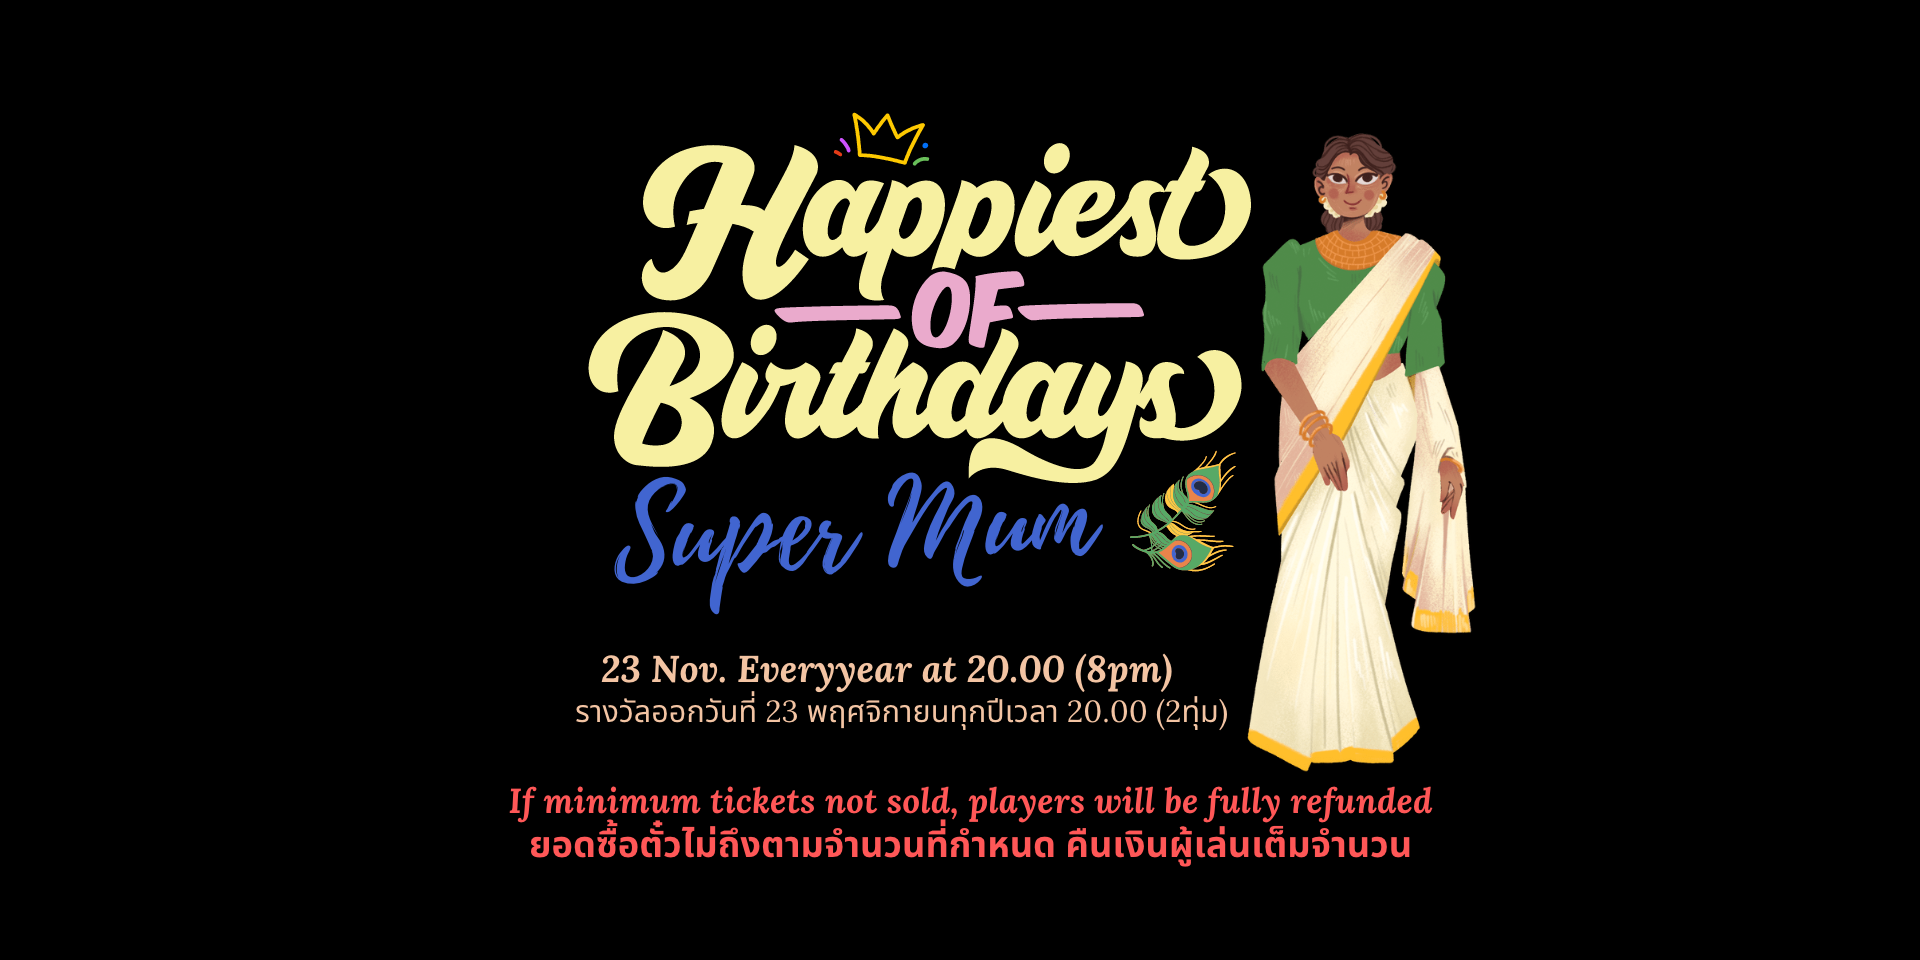 Happiest
OF
Birthdays
Super Mum
23 Nov. Everyyear at 20.00 (8pm)
รางวัลออกวันที่ 23 พฤศจิกายนทุกปีเวลา 20.00 (2ทุ่ม)
If minimum tickets not sold, players will be fully refunded
ยอดซื้อตั๋วไม่ถึงตามจำนวนที่กำหนด คืนเงินผู้เล่นเต็มจำนวน